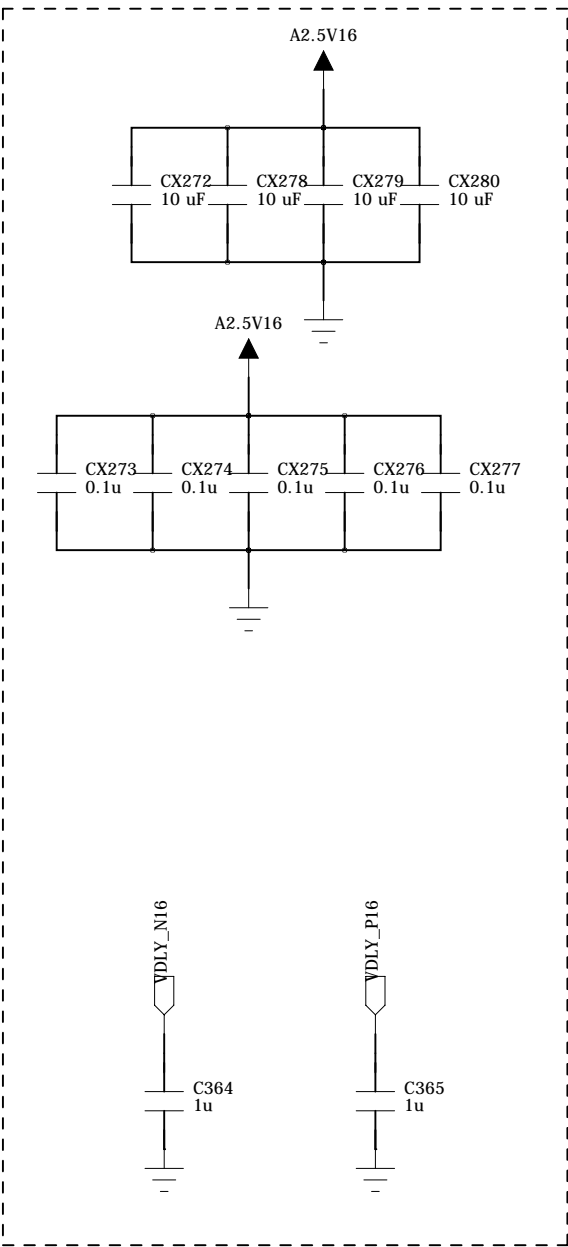 A2.5V16
CX272 CX278 CX279 CX280
10 uF 10 uF 10 uF 10 uF
A2.5V16
CX273 CX274 CX275 CX276 CX277
0.1u 0.1u 0.1u 0.1u 0.1u
VDLY_N16
VDLY_P16
C364 C365
1u 1u